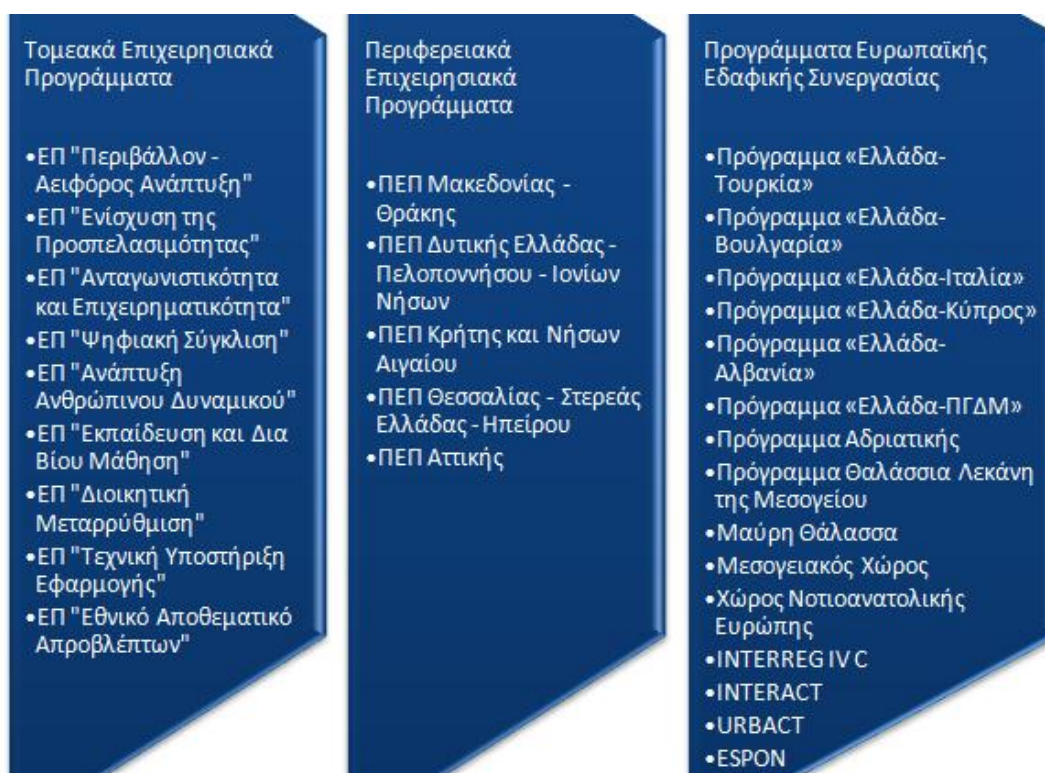 Τομεακά Επιχειρησιακά
Προγράμματα
•ΕΠ "Περιβάλλον -
Αειφόρος Ανάπτυξη"
•ΕΠ "Ενίσχυση της
Προσπελασιμότητας"
•ΕΠ "Ανταγωνιστικότητα
και Επιχειρηματικότητα"
•ΕΠ "Ψηφιακή Σύγκλιση"
•ΕΠ "Ανάπτυξη
Ανθρώπινου Δυναμικού"
•ΕΠ "Εκπαίδευση και Δια
Βίου Μάθηση"
•ΕΠ "Διοικητική
Μεταρρύθμιση"
•ΕΠ "Τεχνική Υποστήριξη
Εφαρμογής"
•ΕΠ "Εθνικό Αποθεματικό
Απροβλέπτων"
Περιφερειακά
Επιχειρησιακά
Προγράμματα
•ΠΕΠ Μακεδονίας -
Θράκης
•ΠΕΠ Δυτικής Ελλάδας -
Πελοποννήσου - Ιονίων
Νήσων
•ΠΕΠ Κρήτης και Νήσων
Αιγαίου
•ΠΕΠ Θεσσαλίας - Στερεάς
Ελλάδας - Ηπείρου
•ΠΕΠ Αττικής
Προγράμματα Ευρωπαϊκής
Εδαφικής Συνεργασίας
•Πρόγραμμα «Ελλάδα-
Τουρκία»
•Πρόγραμμα «Ελλάδα-
Βουλγαρία»
•Πρόγραμμα «Ελλάδα-Ιταλία»
•Πρόγραμμα «Ελλάδα-Κύπρος»
•Πρόγραμμα «Ελλάδα-
Αλβανία»
•Πρόγραμμα «Ελλάδα-ΠΓΔΜ»
•Πρόγραμμα Αδριατικής
•Πρόγραμμα Θαλάσσια Λεκάνη
της Μεσογείου
•Μαύρη Θάλασσα
•Μεσογειακός Χώρος
•Χώρος Νοτιοανατολικής
Ευρώπης
•INTERREG IV C
•INTERACT
•URBACT
•ESPON